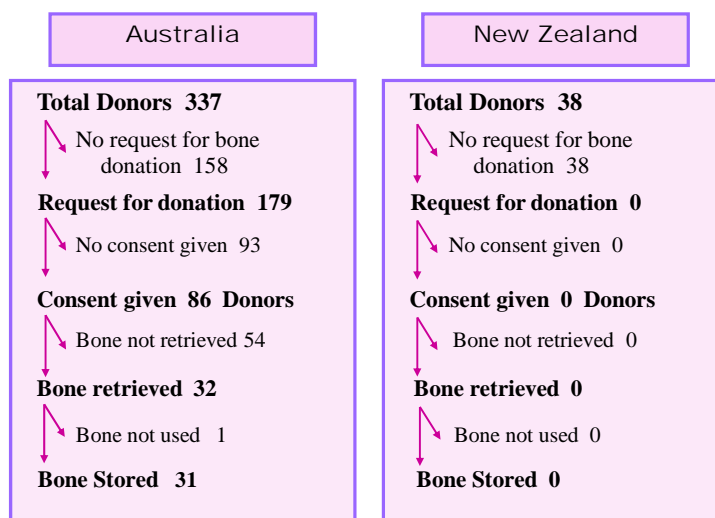 Australia
Total Donors 337
No request for bone
donation 158
Request for donation 179
No consent given 93
Consent given 86 Donors
Bone not retrieved 54
Bone retrieved 32
Bone not used 1
Bone Stored 31
New Zealand
Total Donors 38
No request for bone
donation 38
Request for donation 0
No consent given 0
Consent given 0 Donors
Bone not retrieved 0
Bone retrieved 0
Bone not used 0
Bone Stored 0